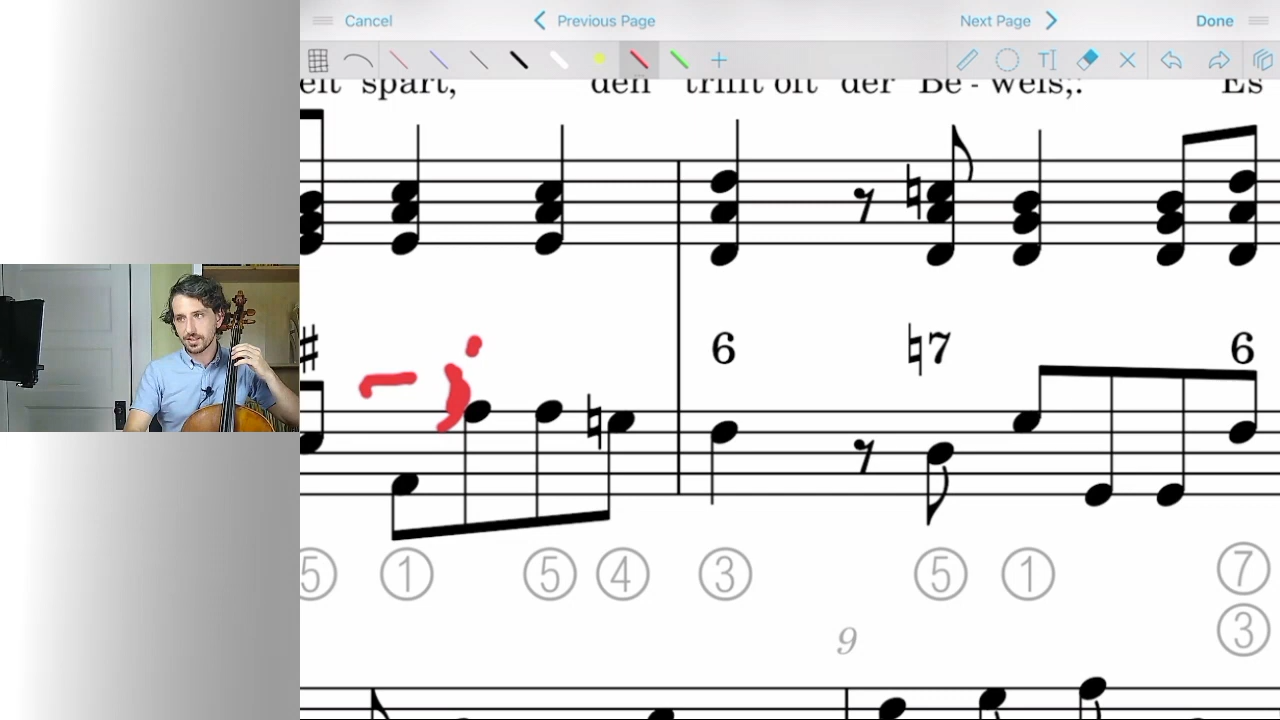 Cancel Previous Page Next Page Done
T
eit spart, den trifft oft der Be - weis,: Es
6 7 6
5 1 5 4 3 5 1 7
3
9